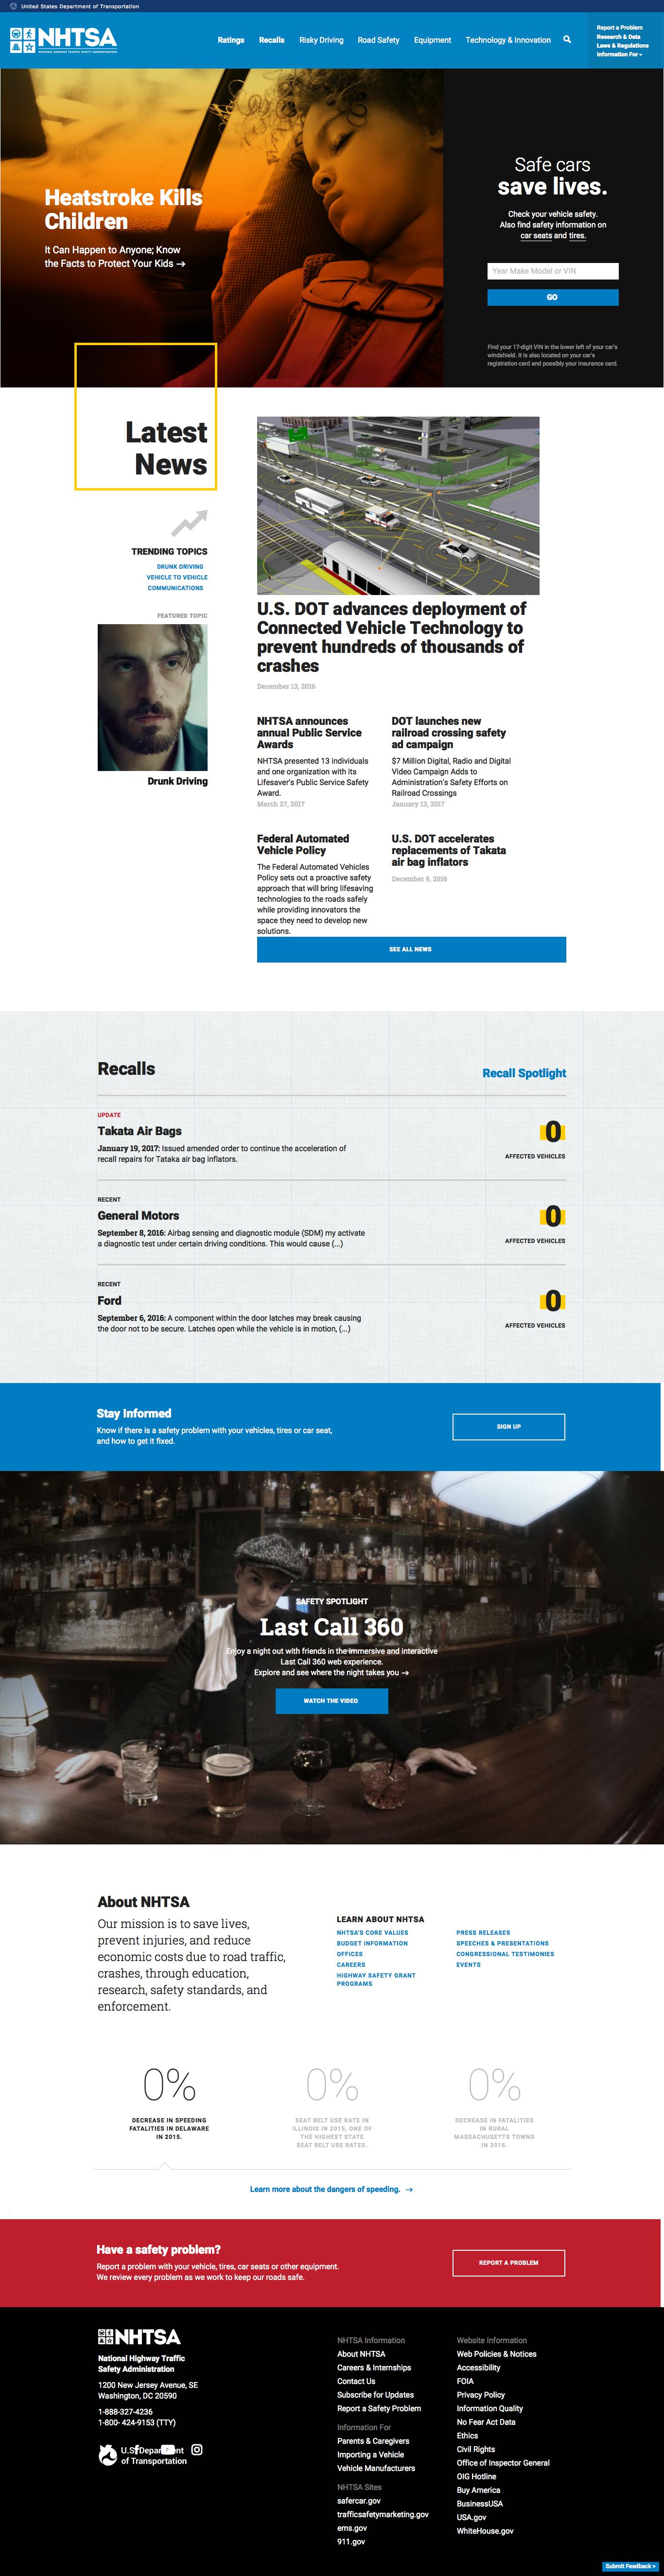 United States Department of Transportation
NHTSA
NATIONAL HIGHWAY TRAFFIC SAFETY ADMINISTRATION
Ratings
Recalls
Risky Driving
Road Safety
Equipment
Technology & Innovation
Report a Problem
Research & Data
Laws & Regulations
Information For
Heatstroke Kills
Children
It Can Happen to Anyone; Know
the Facts to Protect Your Kids →
Safe cars
save lives.
Check your vehicle safety.
Also find safety information on
car seats and tires.
Year Make Model or VIN
GO
Find your 17-digit VIN in the lower left of your car's
windshield. It is also located on your car's
registration card and possibly your insurance card.
Latest
News
TRENDING TOPICS
DRUNK DRIVING
VEHICLE TO VEHICLE
COMMUNICATIONS
FEATURED TOPIC
Drunk Driving
U.S. DOT advances deployment of
Connected Vehicle Technology to
prevent hundreds of thousands of
crashes
December 13, 2016
NHTSA announces
annual Public Service
Awards
NHTSA presented 13 individuals
and one organization with its
Lifesaver's Public Service Safety
Award.
March 27, 2017
DOT launches new
railroad crossing safety
ad campaign
$7 Million Digital, Radio and Digital
Video Campaign Adds to
Administration's Safety Efforts on
Railroad Crossings
January 13, 2017
Federal Automated
Vehicle Policy
The Federal Automated Vehicles
Policy sets out a proactive safety
approach that will bring lifesaving
technologies to the roads safely
while providing innovators the
space they need to develop new
solutions.
U.S. DOT accelerates
replacements of Takata
air bag inflators
December 9, 2016
SEE ALL NEWS
Recalls
Recall Spotlight
UPDATE
Takata Air Bags
January 19, 2017: Issued amended order to continue the acceleration of
recall repairs for Tataka air bag inflators.
0
AFFECTED VEHICLES
RECENT
General Motors
September 8, 2016: Airbag sensing and diagnostic module (SDM) my activate
a diagnostic test under certain driving conditions. This would cause (...)
0
AFFECTED VEHICLES
RECENT
Ford
September 6, 2016: A component within the door latches may break causing
the door not to be secure. Latches open while the vehicle is in motion, (...)
0
AFFECTED VEHICLES
Stay Informed
Know if there is a safety problem with your vehicles, tires or car seat,
and how to get it fixed.
SIGN UP
SAFETY SPOTLIGHT
Last Call 360
Enjoy a night out with friends in the immersive and interactive
Last Call 360 web experience.
Explore and see where the night takes you →
WATCH THE VIDEO
About NHTSA
Our mission is to save lives,
prevent injuries, and reduce
economic costs due to road traffic,
crashes, through education,
research, safety standards, and
enforcement.
LEARN ABOUT NHTSA
NHTSA'S CORE VALUES
BUDGET INFORMATION
OFFICES
CAREERS
HIGHWAY SAFETY GRANT
PROGRAMS
PRESS RELEASES
SPEECHES & PRESENTATIONS
CONGRESSIONAL TESTIMONIES
EVENTS
0%
DECREASE IN SPEEDING
FATALITIES IN DELAWARE
IN 2015.
0%
SEAT BELT USE RATE IN
ILLINOIS IN 2015, ONE OF
THE HIGHEST STATE
SEAT BELT USE RATES.
0%
DECREASE IN FATALITIES
IN RURAL
MASSACHUSETTS TOWNS
IN 2015.
Learn more about the dangers of speeding. →
Have a safety problem?
Report a problem with your vehicle, tires, car seats or other equipment.
We review every problem as we work to keep our roads safe.
REPORT A PROBLEM
NHTSA
National Highway Traffic
Safety Administration
1200 New Jersey Avenue, SE
Washington, DC 20590
1-888-327-4236
1-800- 424-9153 (TTY)
U.S. Department
of Transportation
NHTSA Information
About NHTSA
Careers & Internships
Contact Us
Subscribe for Updates
Report a Safety Problem
Information For
Parents & Caregivers
Importing a Vehicle
Vehicle Manufacturers
NHTSA Sites
safercar.gov
trafficsafetymarketing.gov
ems.gov
911.gov
Website Information
Web Policies & Notices
Accessibility
FOIA
Privacy Policy
Information Quality
No Fear Act Data
Ethics
Civil Rights
Office of Inspector General
OIG Hotline
Buy America
BusinessUSA
USA.gov
WhiteHouse.gov
Submit Feedback >